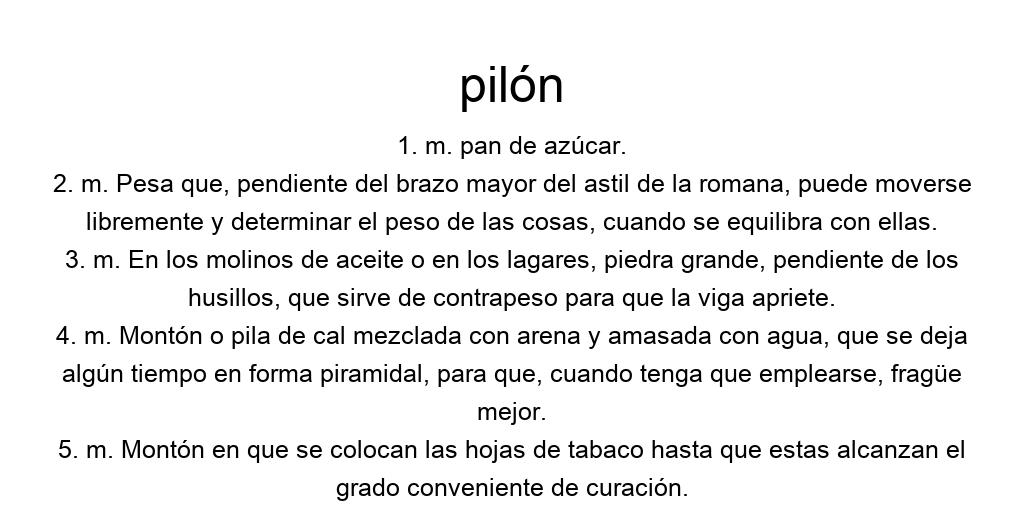 pilón
1. m. pan de azúcar.
2. m. Pesa que, pendiente del brazo mayor del astil de la romana, puede moverse
libremente y determinar el peso de las cosas, cuando se equilibra con ellas.
3. m. En los molinos de aceite o en los lagares, piedra grande, pendiente de los
husillos, que sirve de contrapeso para que la viga apriete.
4. m. Montón o pila de cal mezclada con arena y amasada con agua, que se deja
algún tiempo en forma piramidal, para que, cuando tenga que emplearse, fragüe
mejor.
5. m. Montón en que se colocan las hojas de tabaco hasta que estas alcanzan el
grado conveniente de curación.